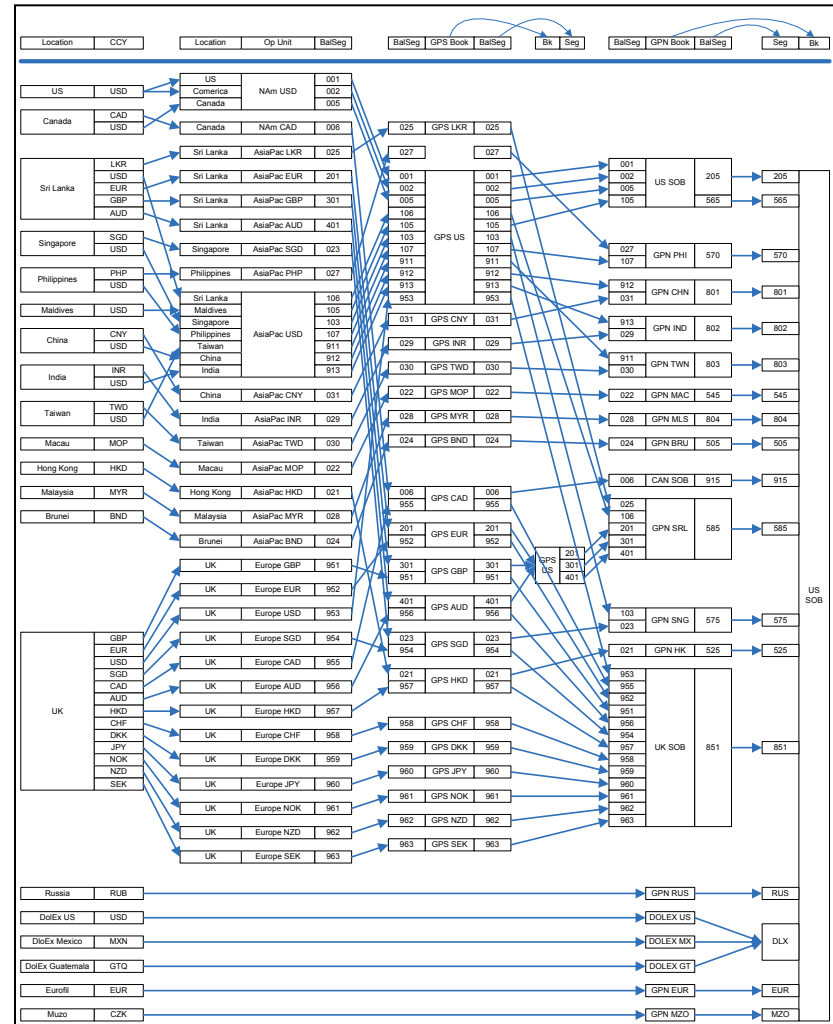 Location CCY
Location Op Unit BalSeg
BalSeg GPS Book BalSeg
Bk Seg
BalSeg GPN Book BalSeg
Seg Bk
US USD
Canada
CAD
USD
Sri Lanka
LKR
USD
EUR
GBP
AUD
Singapore
SGD
USD
Philippines
PHP
USD
Maldives USD
China
CNY
USD
India
INR
USD
Taiwan
TWD
USD
Macau MOP
Hong Kong HKD
Malaysia MYR
Brunei BND
UK
GBP
EUR
USD
SGD
CAD
AUD
HKD
CHF
DKK
JPY
NOK
NZD
SEK
Russia RUB
DolEx US USD
DloEx Mexico MXN
DolEx Guatemala GTQ
Eurofil EUR
Muzo CZK
US 001
Comerica NAm USD 002
Canada 005
Canada NAm CAD 006
Sri Lanka AsiaPac LKR 025
Sri Lanka AsiaPac EUR 201
Sri Lanka AsiaPac GBP 301
Sri Lanka AsiaPac AUD 401
Singapore AsiaPac SGD 023
Philippines AsiaPac PHP 027
Sri Lanka 106
Maldives 105
Singapore 103
Philippines AsiaPac USD 107
Taiwan 911
China 912
India 913
China AsiaPac CNY 031
India AsiaPac INR 029
Taiwan AsiaPac TWD 030
Macau AsiaPac MOP 022
Hong Kong AsiaPac HKD 021
Malaysia AsiaPac MYR 028
Brunei AsiaPac BND 024
UK Europe GBP 951
UK Europe EUR 952
UK Europe USD 953
UK Europe SGD 954
UK Europe CAD 955
UK Europe AUD 956
UK Europe HKD 957
UK Europe CHF 958
UK Europe DKK 959
UK Europe JPY 960
UK Europe NOK 961
UK Europe NZD 962
UK Europe SEK 963
025 GPS LKR 025
027 027
001 001
002 002
005 005
106 106
105 105
103 GPS US 103
107 107
911 911
912 912
913 913
953 953
031 GPS CNY 031
029 GPS INR 029
030 GPS TWD 030
022 GPS MOP 022
028 GPS MYR 028
024 GPS BND 024
006 GPS CAD 006
955 955
201 GPS EUR 201
952 952
301 GPS GBP 301
951 951
401 GPS AUD 401
956 956
023 GPS SGD 023
954 954
021 GPS HKD 021
957 957
958 GPS CHF 958
959 GPS DKK 959
960 GPS JPY 960
961 GPS NOK 961
962 GPS NZD 962
963 GPS SEK 963
GPS US
201
301
401
001
002
005
105
US SOB
205
565
027
107
GPN PHI 570
912
031
GPN CHN 801
913
029
GPN IND 802
911
030
GPN TWN 803
022 GPN MAC 545
028 GPN MLS 804
024 GPN BRU 505
006 CAN SOB 915
025
106
201
301
401
GPN SRL 585
103
023
GPN SNG 575
021 GPN HK 525
953
955
952
951
956
954
957
958
959
960
961
962
963
UK SOB 851
GPN RUS
DOLEX US
DOLEX MX
DOLEX GT
GPN EUR
GPN MZO
205
565
570
801
802
803
545
804
505
915
585
575
525
851
RUS
DLX
EUR
MZO
US
SOB